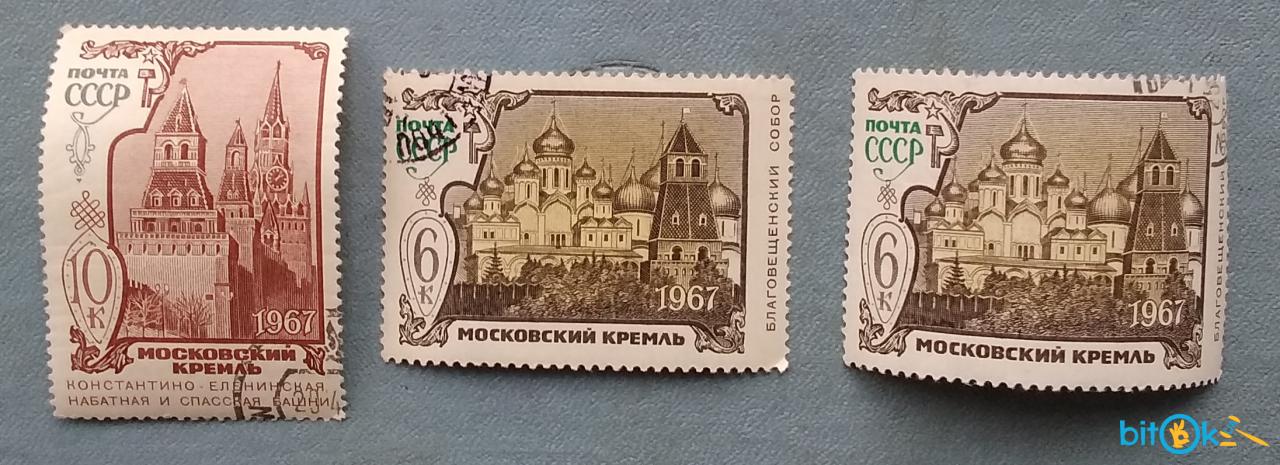 ПОЧТА
СССР
10
К
1967
МОСКОВСКИЙ
КРЕМЛЬ
КОНСТАНТИНО-ЕЛЕНИНСКАЯ,
НАБАТНАЯ И СПАССКАЯ БАШНИ
ПОЧТА
СССР
6
К
1967
МОСКОВСКИЙ КРЕМЛЬ
БЛАГОВЕЩЕНСКИЙ СОБОР
ПОЧТА
СССР
6
К
1967
МОСКОВСКИЙ КРЕМЛЬ
БЛАГОВЕЩЕНСКИЙ
bitok